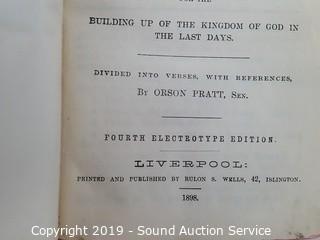 FOR THE
BUILDING UP OF THE KINGDOM OF GOD IN
THE LAST DAYS.
DIVIDED INTO VERSES, WITH REFERENCES,
BY ORSON PRATT, SEN.
FOURTH ELECTROTYPE EDITION.
LIVERPOOL:
PRINTED AND PUBLISHED BY RULON S. WELLS, 42, ISLINGTON.
1898.
Copyright 2019 - Sound Auction Service